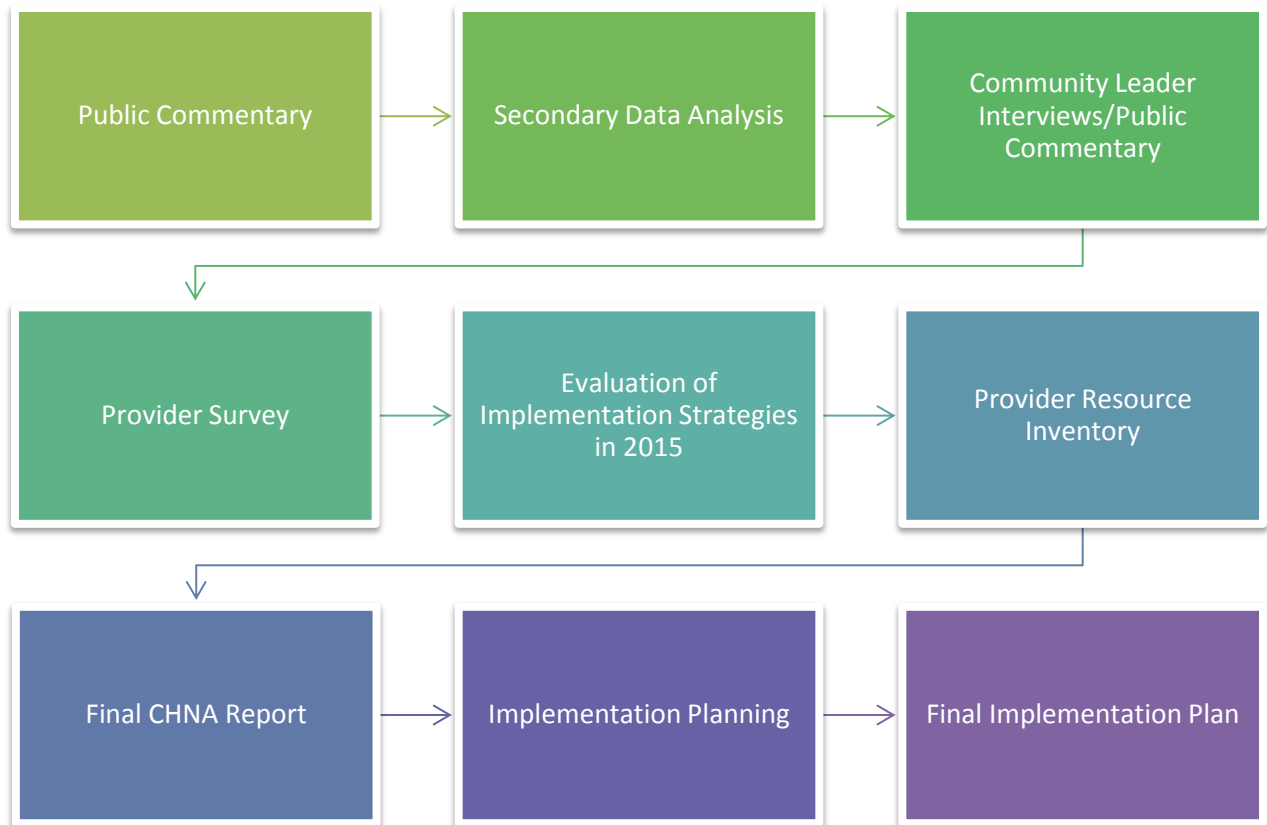 Public Commentary
Secondary Data Analysis
Community Leader
Interviews/Public
Commentary
Provider Survey
Evaluation of
Implementation Strategies
in 2015
Provider Resource
Inventory
Final CHNA Report
Implementation Planning
Final Implementation Plan